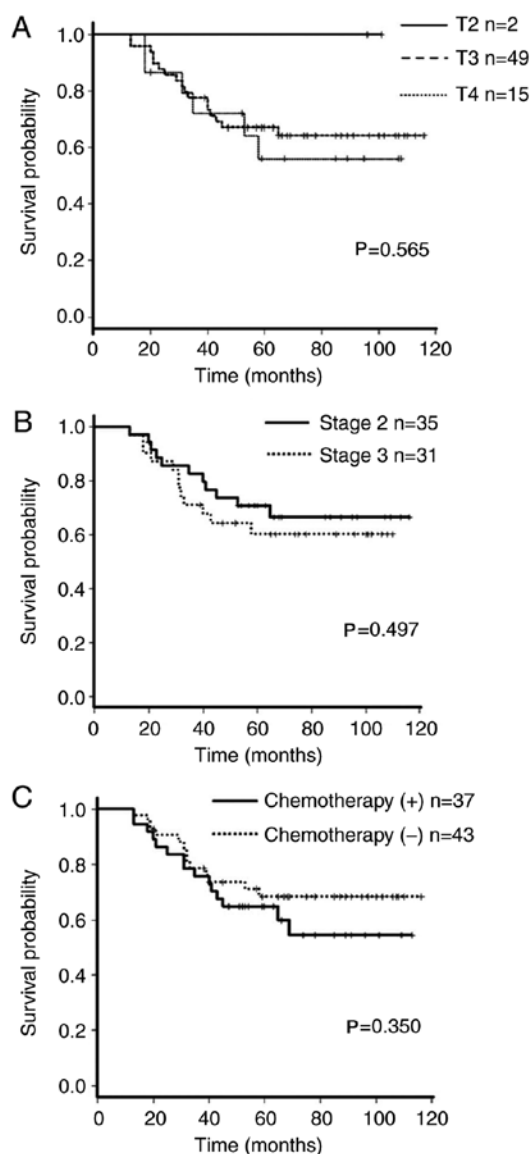 A
T2 n=2
T3 n=49
T4 n=15
Survival probability
1.0
0.8
0.6
0.4
0.2
0.0
P=0.565
0 20 40 60 80 100 120
Time (months)
B
Stage 2 n=35
Stage 3 n=31
Survival probability
1.0
0.8
0.6
0.4
0.2
0.0
P=0.497
0 20 40 60 80 100 120
Time (months)
C
Chemotherapy (+) n=37
Chemotherapy (–) n=43
Survival probability
1.0
0.8
0.6
0.4
0.2
0.0
P=0.350
0 20 40 60 80 100 120
Time (months)